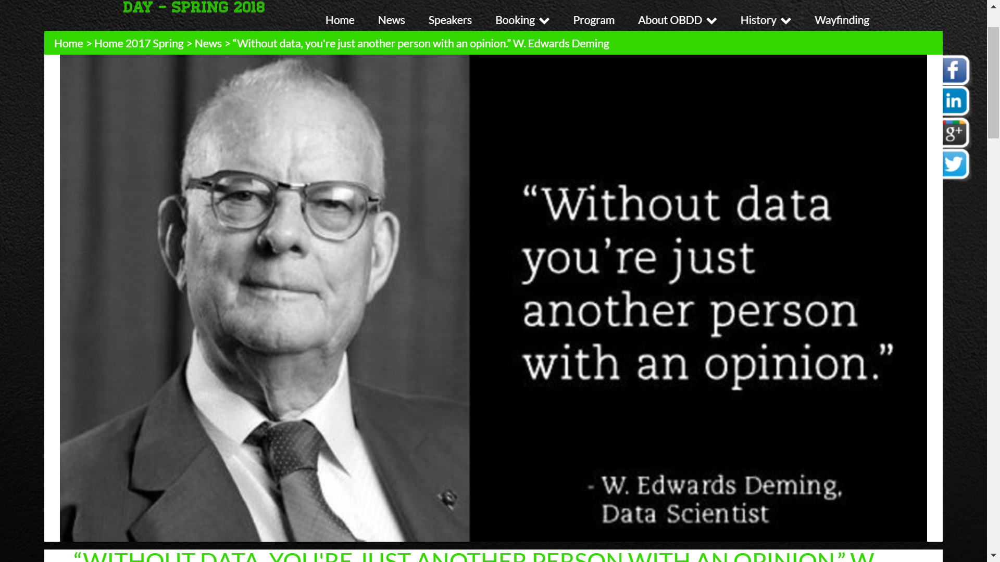 DAY - SPRING 2018
Home News Speakers Booking Program About OBDD History Wayfinding
Home > Home 2017 Spring > News > “Without data, you're just another person with an opinion.” W. Edwards Deming
f
in
g+
“Without data
you’re just
another person
with an opinion.”
- W. Edwards Deming,
Data Scientist
“WITHOUT DATA, YOU'RE JUST ANOTHER PERSON WITH AN OPINION.” W.